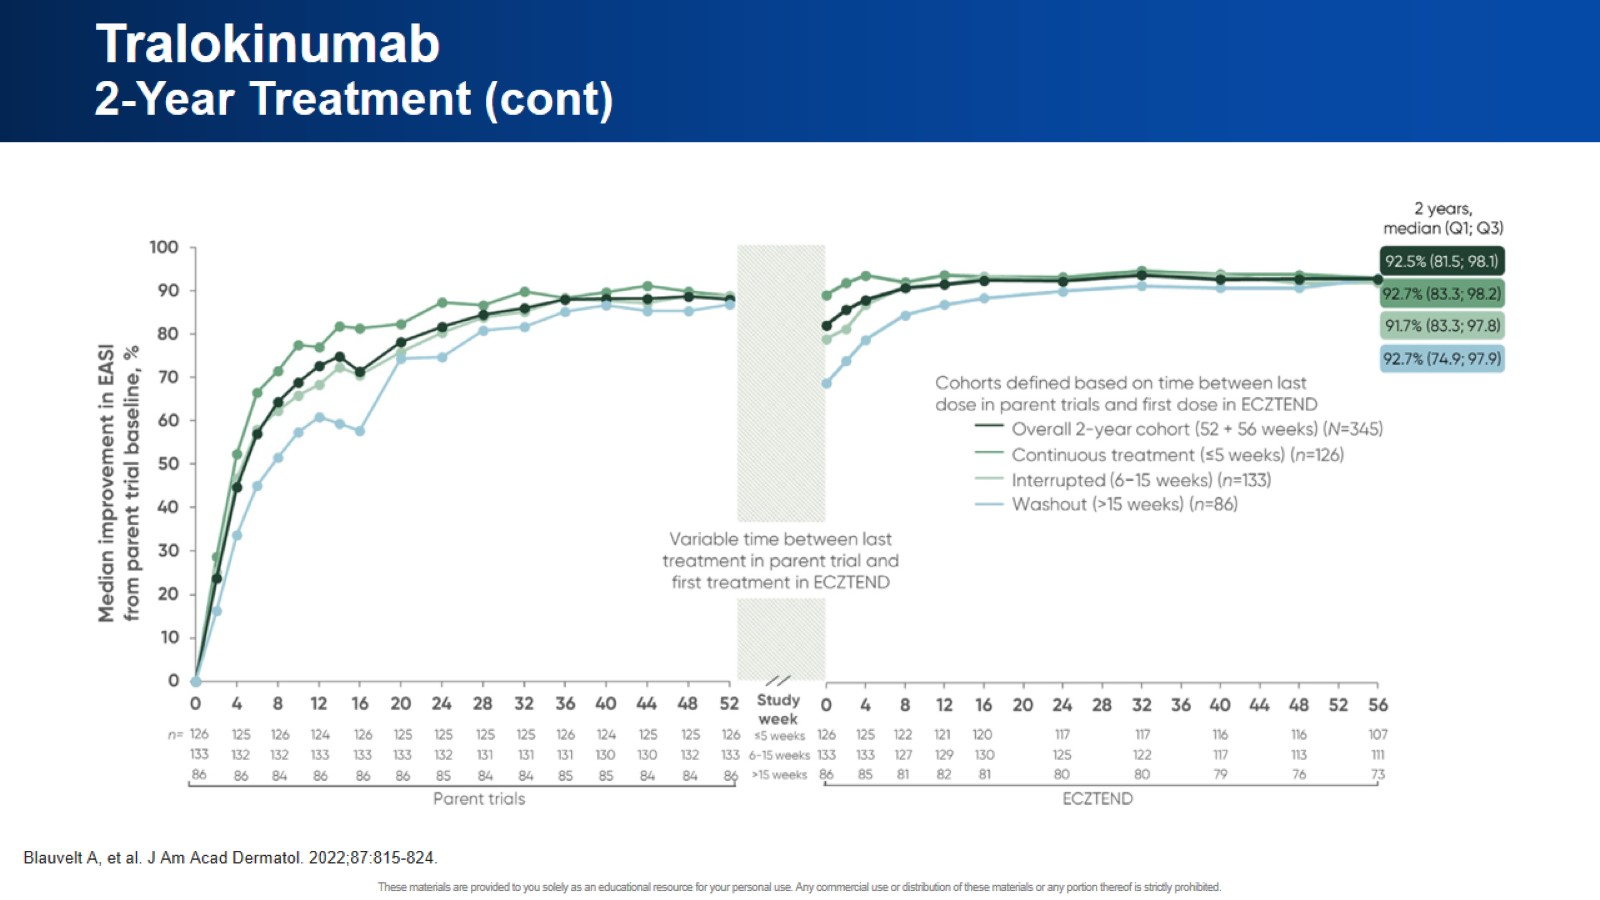 Tralokinumab
2-Year Treatment (cont)
2 years,
median (Q1; Q3)
92.5% (81.5; 98.1)
92.7% (83.3; 98.2)
91.7% (83.3; 97.8)
92.7% (74.9; 97.9)
Median improvement in EASI
from parent trial baseline, %
100
90
80
70
60
50
40
30
20
10
0
Cohorts defined based on time between last
dose in parent trials and first dose in ECZTEND
Overall 2-year cohort (52 + 56 weeks) (N=345)
Continuous treatment (≤5 weeks) (n=126)
Interrupted (6–15 weeks) (n=133)
Washout (>15 weeks) (n=86)
Variable time between last
treatment in parent trial and
first treatment in ECZTEND
0 4 8 12 16 20 24 28 32 36 40 44 48 52 Study week 0 4 8 12 16 20 24 28 32 36 40 44 48 52 56
n= 126 125 126 124 126 125 125 125 125 126 124 125 125 126 ≤5 weeks 126 125 122 121 120 117 117 116 116 107
133 132 132 133 133 133 132 131 131 131 130 130 132 133 6–15 weeks 133 133 127 129 130 125 122 117 113 111
86 86 84 86 86 86 85 84 84 85 85 84 84 86 >15 weeks 86 85 81 82 81 80 80 79 76 73
Parent trials
ECZTEND
Blauvelt A, et al. J Am Acad Dermatol. 2022;87:815-824.
These materials are provided to you solely as an educational resource for your personal use. Any commercial use or distribution of these materials or any portion thereof is strictly prohibited.